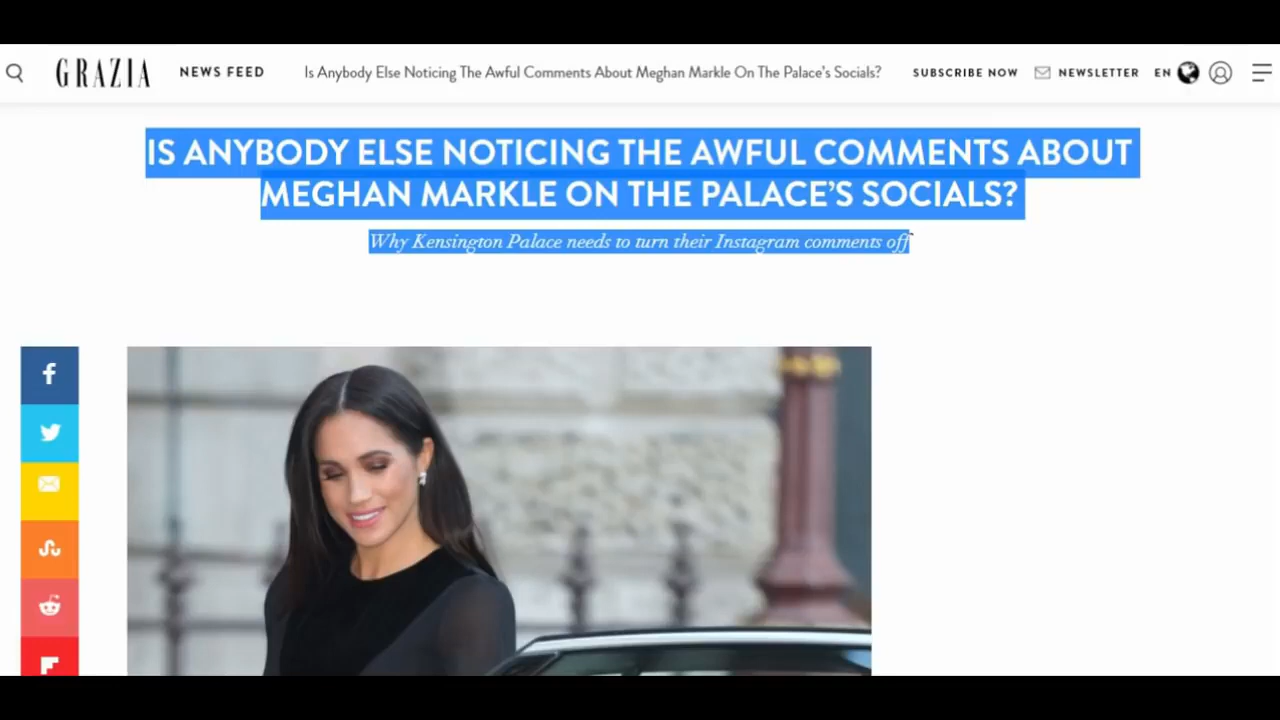 GRAZIA NEWS FEED Is Anybody Else Noticing The Awful Comments About Meghan Markle On The Palace's Socials? SUBSCRIBE NOW NEWSLETTER EN
IS ANYBODY ELSE NOTICING THE AWFUL COMMENTS ABOUT
MEGHAN MARKLE ON THE PALACE'S SOCIALS?
Why Kensington Palace needs to turn their Instagram comments off